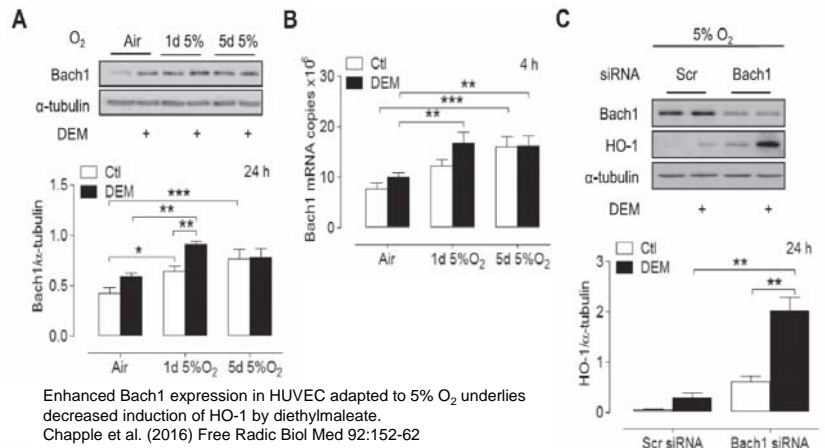 A
O₂ Air 1d 5% 5d 5%
Bach1
α-tubulin
DEM + + +
Ctl
DEM
24 h
***
**
**
*
Bach1/α-tubulin
1.5
1.0
0.5
0.0
Air 1d 5%O₂ 5d 5%O₂
B
Ctl
DEM
4 h
**
***
**
Bach1 mRNA copies x10⁶
30
20
10
0
Air 1d 5%O₂ 5d 5%O₂
C
5% O₂
siRNA Scr Bach1
Bach1
HO-1
α-tubulin
DEM + +
Ctl
DEM
24 h
**
**
HO-1/α-tubulin
3
2
1
0
Scr siRNA Bach1 siRNA
Enhanced Bach1 expression in HUVEC adapted to 5% O₂ underlies
decreased induction of HO-1 by diethylmaleate.
Chapple et al. (2016) Free Radic Biol Med 92:152-62